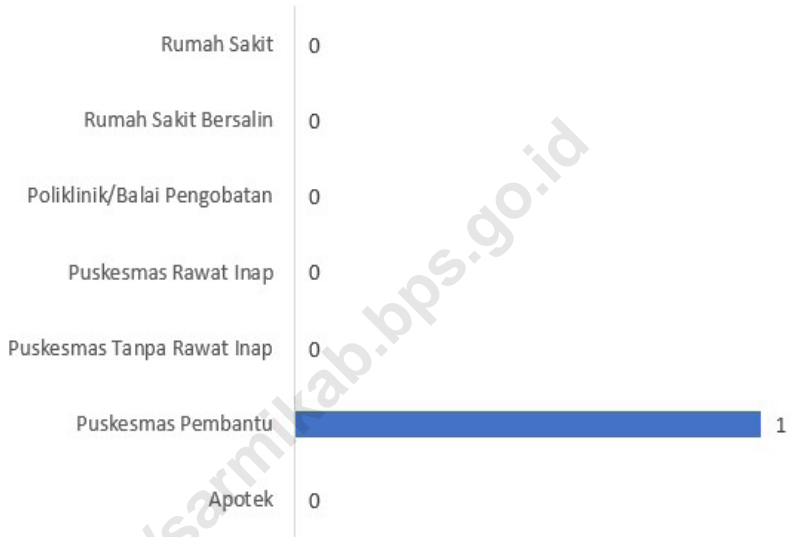 Rumah Sakit 0
Rumah Sakit Bersalin 0
Poliklinik/Balai Pengobatan 0
Puskesmas Rawat Inap 0
Puskesmas Tanpa Rawat Inap 0
Puskesmas Pembantu 1
Apotek 0
/sarmikab.bps.go.id